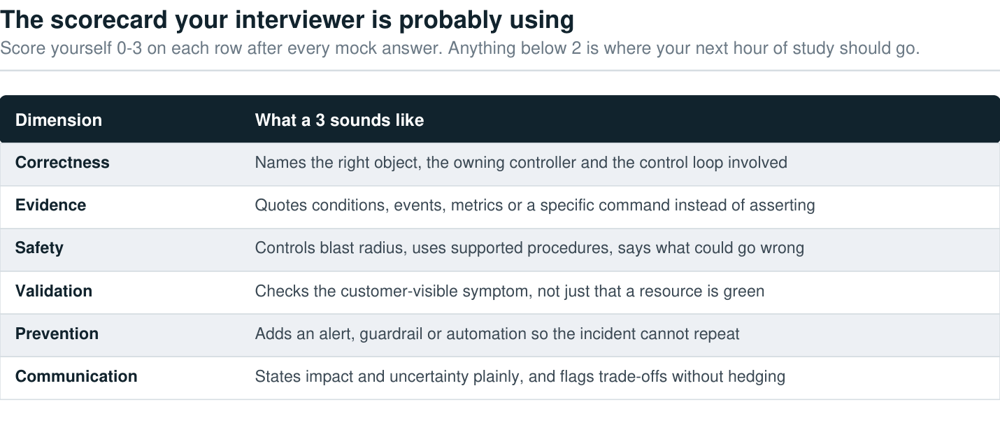 The scorecard your interviewer is probably using
Score yourself 0-3 on each row after every mock answer. Anything below 2 is where your next hour of study should go.
Dimension What a 3 sounds like
Correctness Names the right object, the owning controller and the control loop involved
Evidence Quotes conditions, events, metrics or a specific command instead of asserting
Safety Controls blast radius, uses supported procedures, says what could go wrong
Validation Checks the customer-visible symptom, not just that a resource is green
Prevention Adds an alert, guardrail or automation so the incident cannot repeat
Communication States impact and uncertainty plainly, and flags trade-offs without hedging